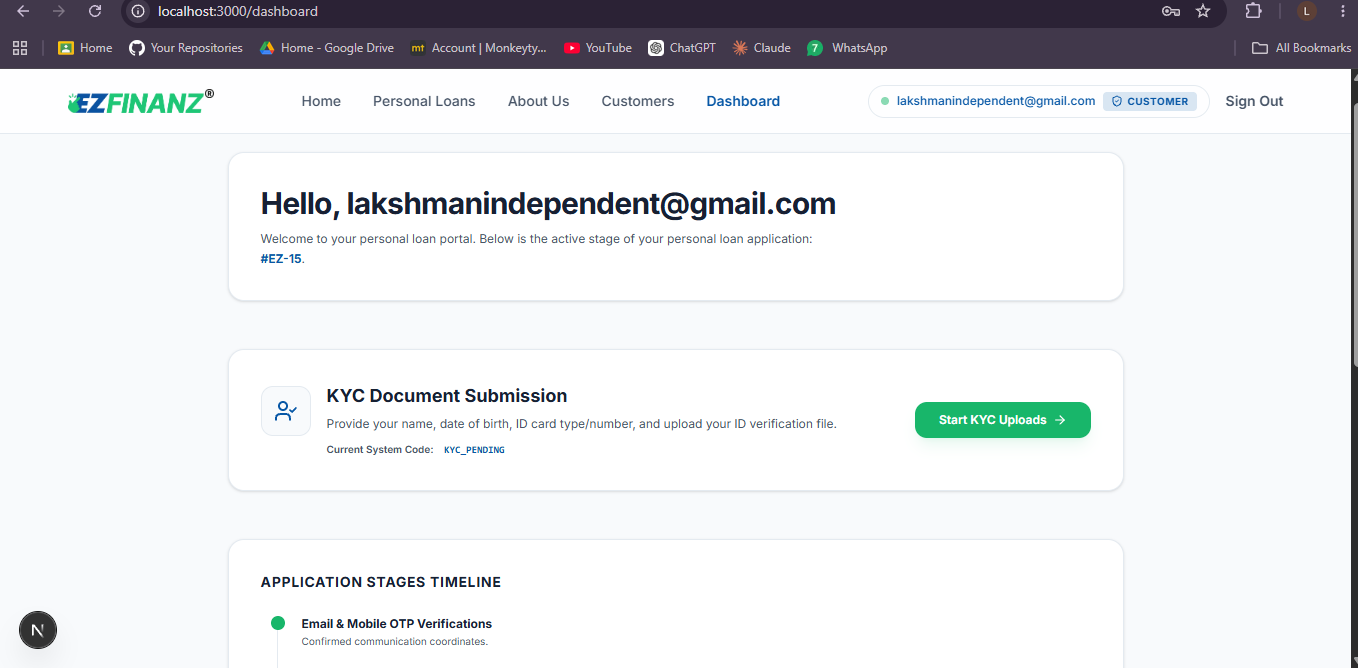 localhost:3000/dashboard
L
Home
Your Repositories
Home - Google Drive
mt Account | Monkeyty...
YouTube
ChatGPT
Claude
7 WhatsApp
All Bookmarks
EZFINANZ®
Home
Personal Loans
About Us
Customers
Dashboard
lakshmanindependent@gmail.com
CUSTOMER
Sign Out
Hello, lakshmanindependent@gmail.com
Welcome to your personal loan portal. Below is the active stage of your personal loan application:
#EZ-15.
KYC Document Submission
Provide your name, date of birth, ID card type/number, and upload your ID verification file.
Current System Code: KYC_PENDING
Start KYC Uploads →
APPLICATION STAGES TIMELINE
Email & Mobile OTP Verifications
Confirmed communication coordinates.
N